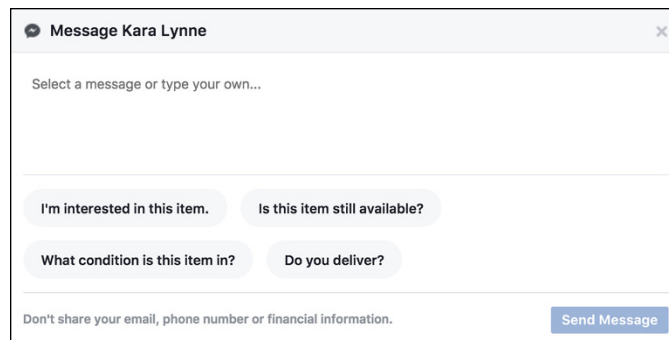 Message Kara Lynne
Select a message or type your own...
I'm interested in this item.
Is this item still available?
What condition is this item in?
Do you deliver?
Don't share your email, phone number or financial information.
Send Message